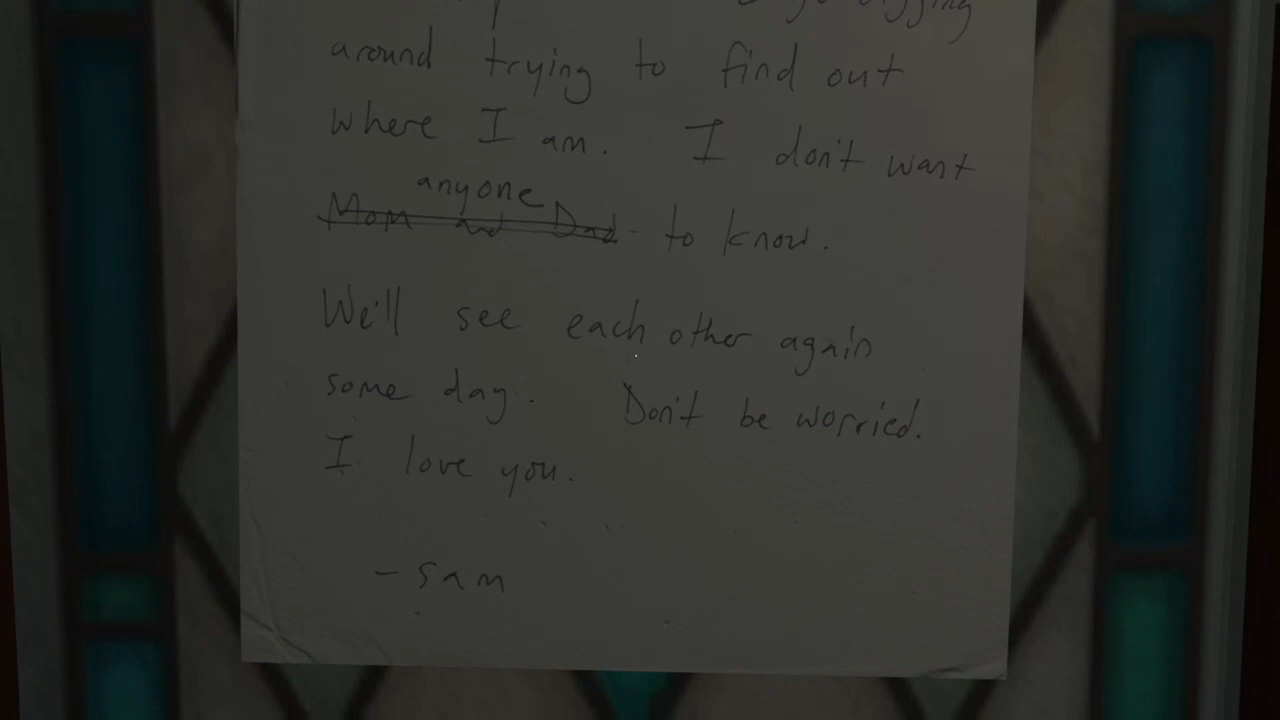 around trying to find out
where I am. I don't want
anyone
Mom and Dad to know.
We'll see each other again
some day. Don't be worried.
I love you.
- Sam